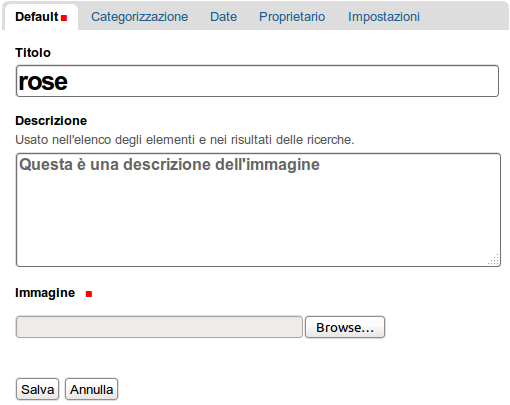 Default Categorizzazione Date Proprietario Impostazioni
Titolo
rose
Descrizione
Usato nell'elenco degli elementi e nei risultati delle ricerche.
Questa è una descrizione dell'immagine
Immagine
Browse...
Salva Annulla